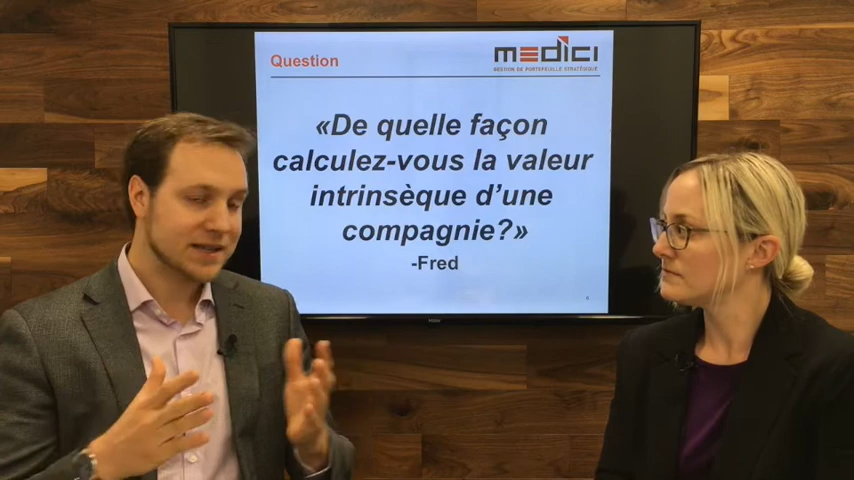 Question
MEDICI
GESTION DE PORTEFEUILLE STRATÉGIQUE
«De quelle façon
calculez-vous la valeur
intrinsèque d'une
compagnie?»
-Fred